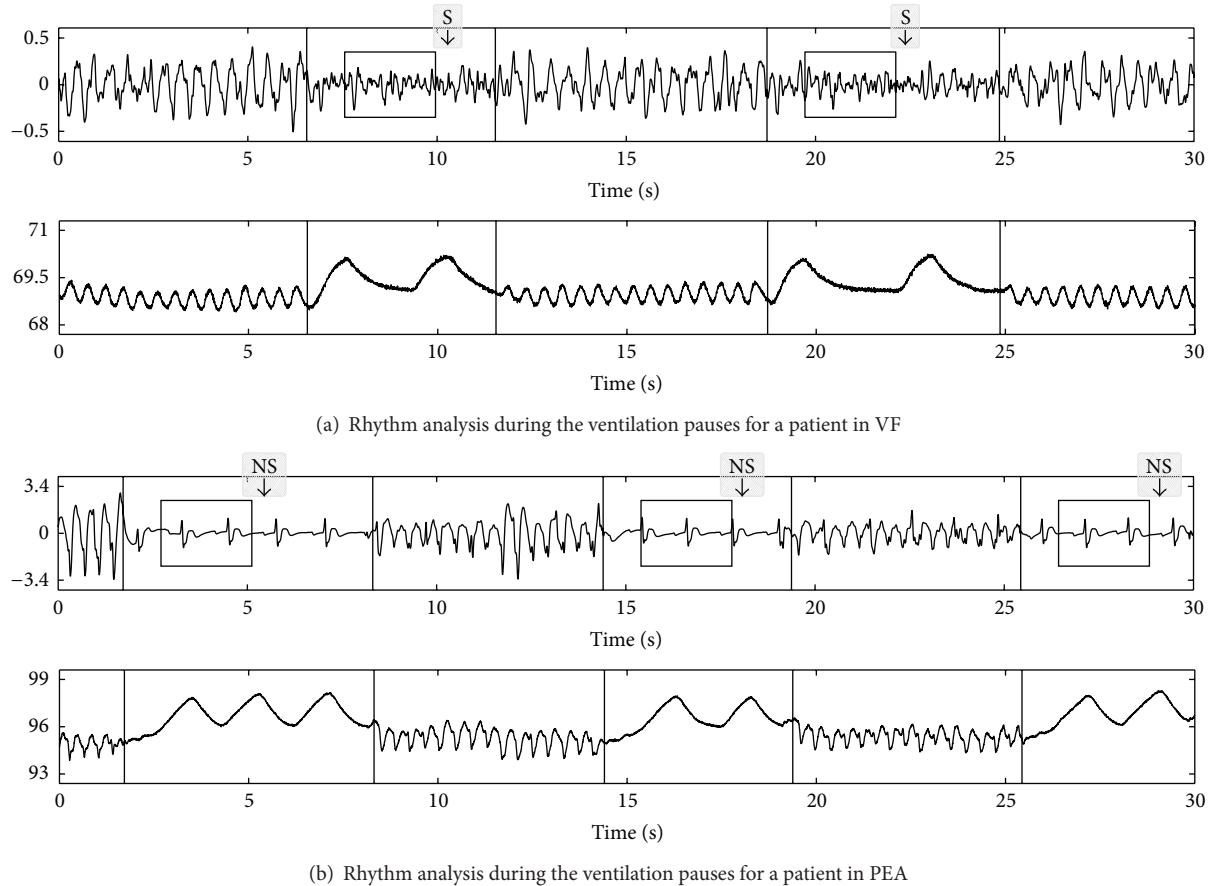 S S
0.5
0
−0.5
0 5 10 15 20 25 30
Time (s)
71
69.5
68
0 5 10 15 20 25 30
Time (s)
(a) Rhythm analysis during the ventilation pauses for a patient in VF
NS NS NS
3.4
0
−3.4
0 5 10 15 20 25 30
Time (s)
99
96
93
0 5 10 15 20 25 30
Time (s)
(b) Rhythm analysis during the ventilation pauses for a patient in PEA